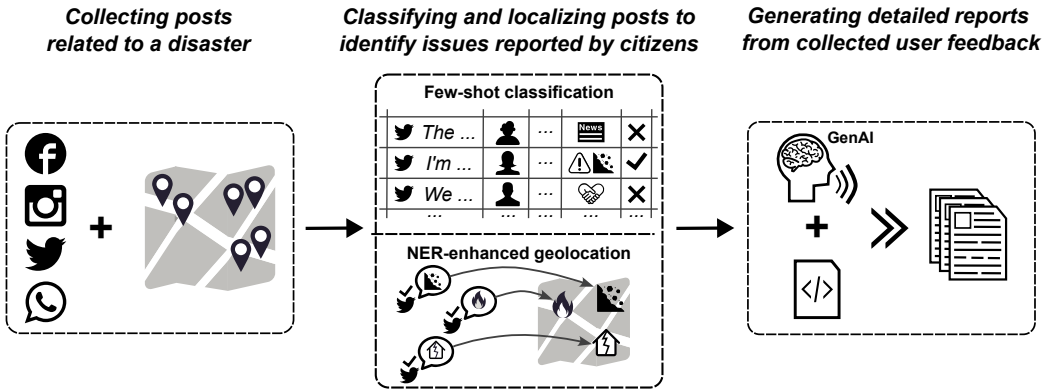 Collecting posts
related to a disaster
Classifying and localizing posts to
identify issues reported by citizens
Generating detailed reports
from collected user feedback
+
Few-shot classification
The ... ... News
I'm ... ...
We ... ...
... ... ... ... ...
NER-enhanced geolocation
GenAI
+
</>